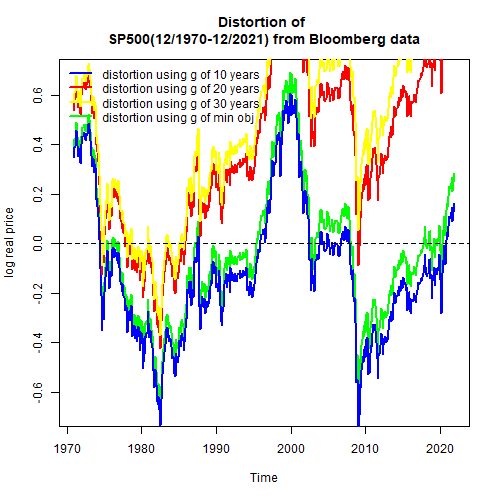 Distortion of
SP500(12/1970-12/2021) from Bloomberg data
distortion using g of 10 years
distortion using g of 20 years
distortion using g of 30 years
distortion using g of min obj
log real price
0.6
0.4
0.2
0.0
-0.2
-0.4
-0.6
1970 1980 1990 2000 2010 2020
Time